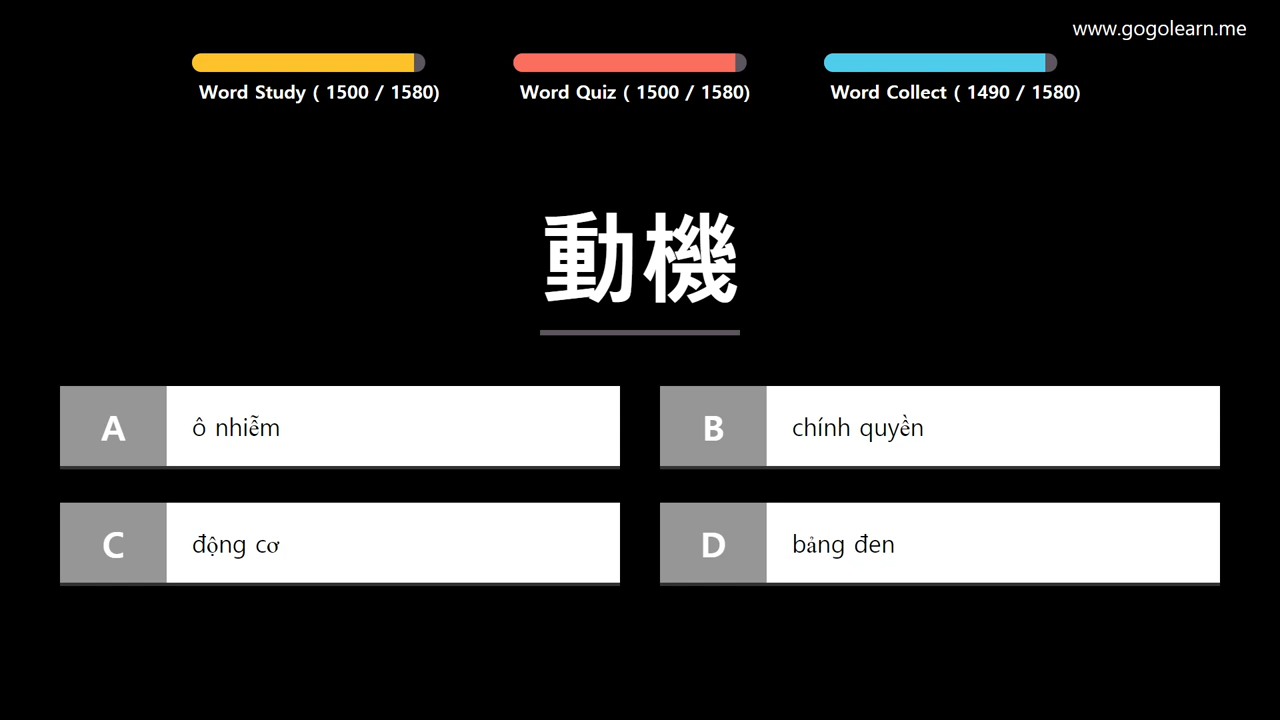 www.gogolearn.me
Word Study ( 1500 / 1580)
Word Quiz ( 1500 / 1580)
Word Collect ( 1490 / 1580)
動機
A ô nhiễm
B chính quyền
C động cơ
D bảng đen